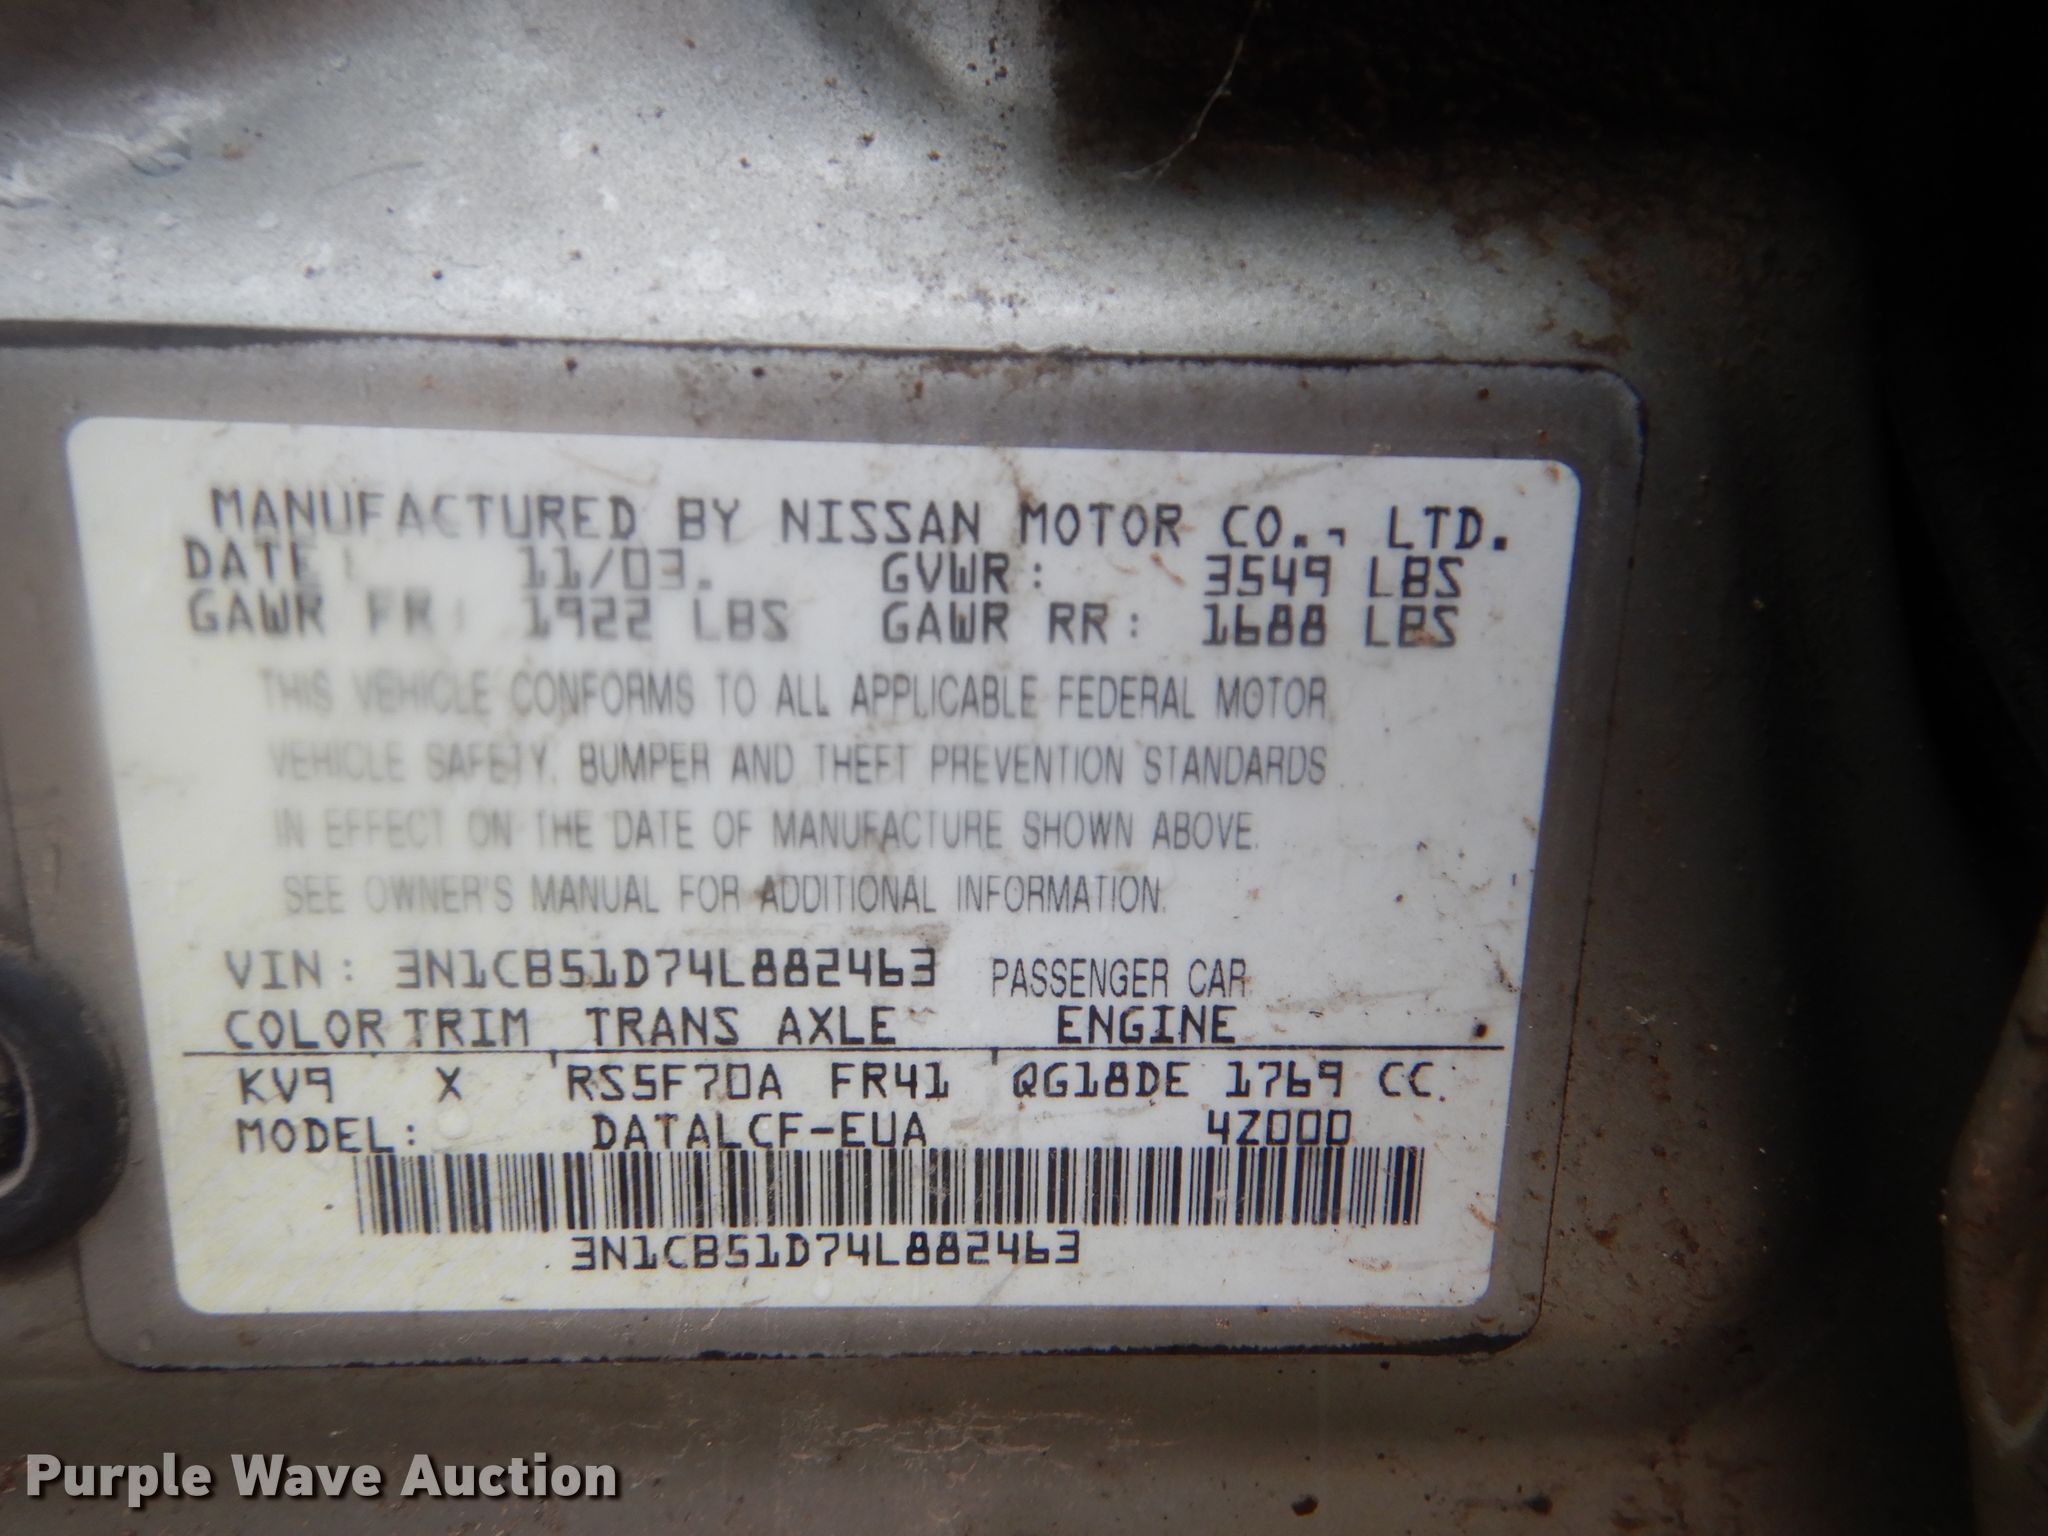 MANUFACTURED BY NISSAN MOTOR CO., LTD.
DATE: 11/03. GVWR: 3549 LBS
GAWR FR: 1922 LBS GAWR RR: 1688 LBS
THIS VEHICLE CONFORMS TO ALL APPLICABLE FEDERAL MOTOR
VEHICLE SAFETY, BUMPER AND THEFT PREVENTION STANDARDS
IN EFFECT ON THE DATE OF MANUFACTURE SHOWN ABOVE.
SEE OWNER'S MANUAL FOR ADDITIONAL INFORMATION.
VIN: 3N1CB51D74L882463 PASSENGER CAR
COLOR TRIM TRANS AXLE ENGINE
KV9 X RS5F70A FR41 QG18DE 1769 CC
MODEL: DATALCF-EUA 4Z000
3N1CB51D74L882463
Purple Wave Auction